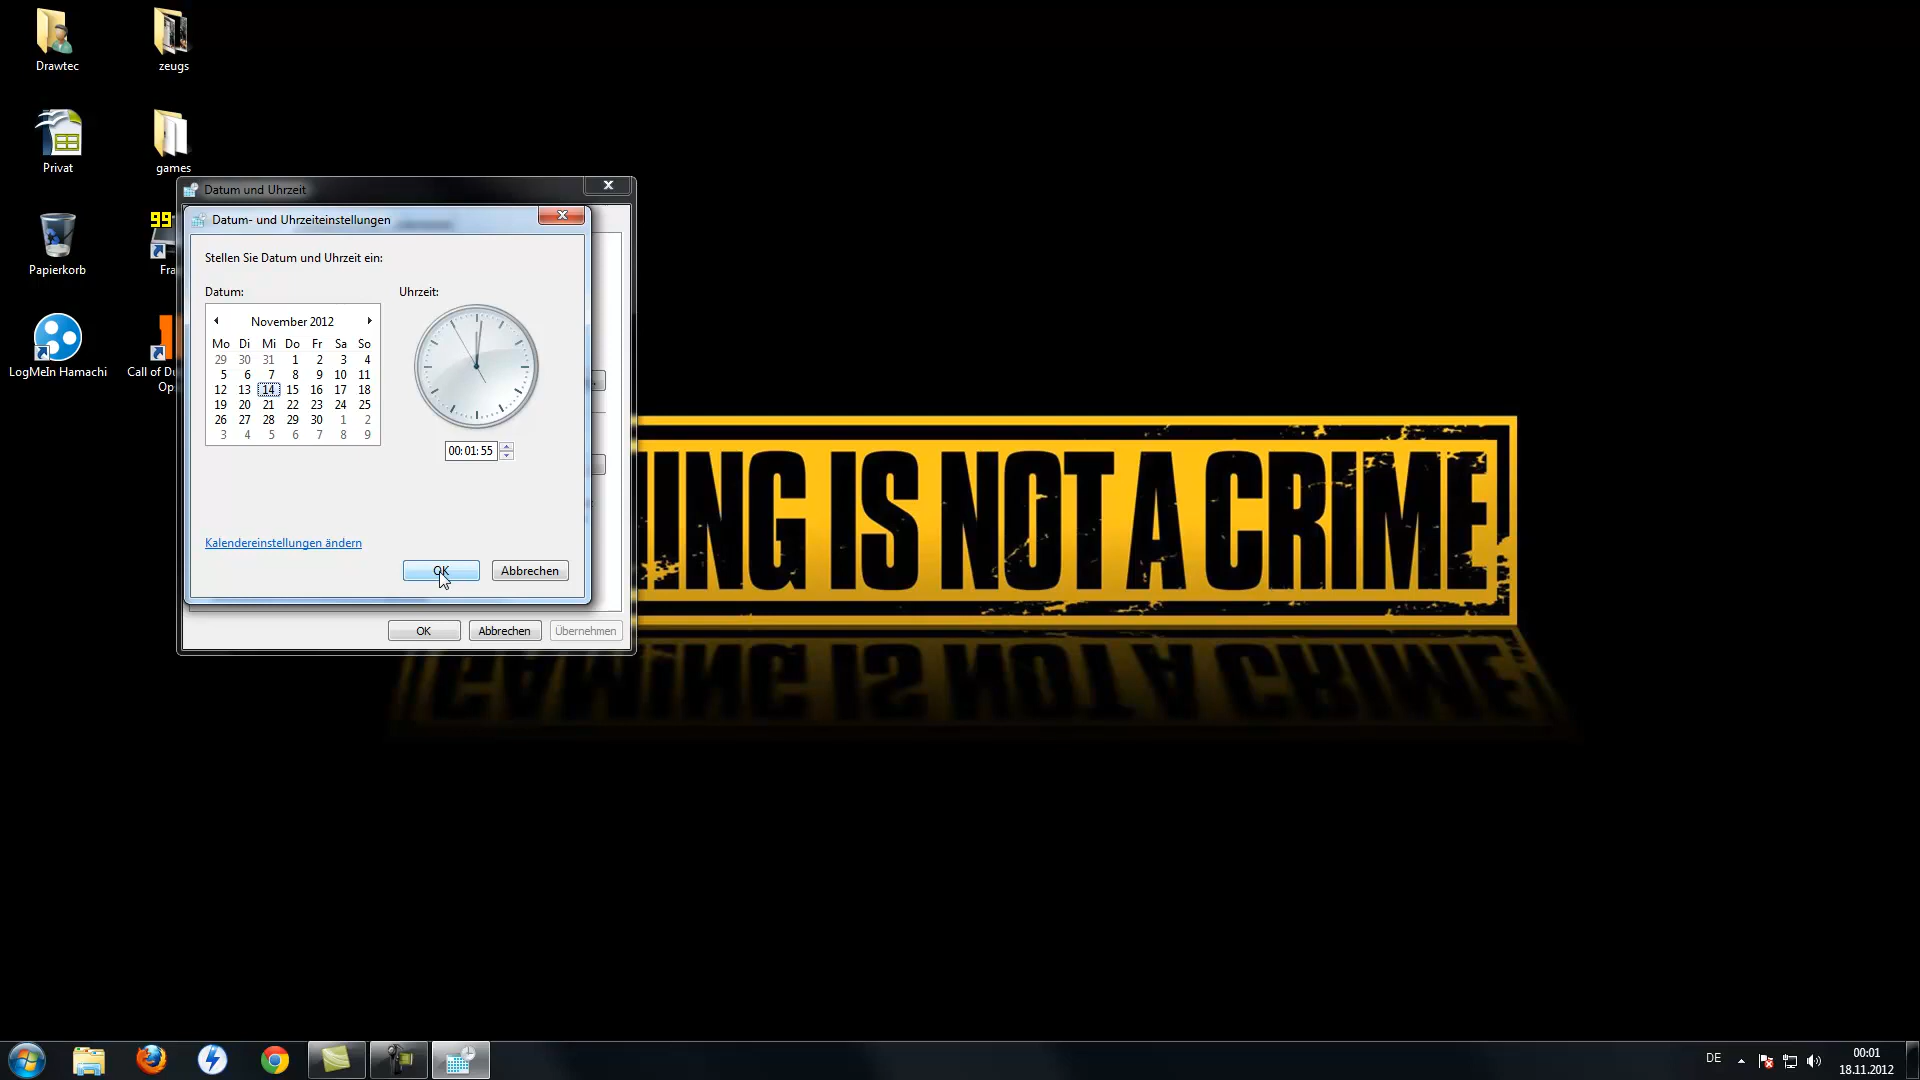 Drawtec
zeugs
Privat
games
Papierkorb
99
Fra
LogMeIn Hamachi
Call of Du
Op
Datum und Uhrzeit
Datum- und Uhrzeiteinstellungen
Stellen Sie Datum und Uhrzeit ein:
Datum:
Uhrzeit:
November 2012
Mo Di Mi Do Fr Sa So
29 30 31 1 2 3 4
5 6 7 8 9 10 11
12 13 14 15 16 17 18
19 20 21 22 23 24 25
26 27 28 29 30 1 2
3 4 5 6 7 8 9
00:01:55
Kalendereinstellungen ändern
OK Abbrechen
OK Abbrechen Übernehmen
ING IS NOT A CRIME
GAMING IS NOT A CRIME
DE
00:01
18.11.2012